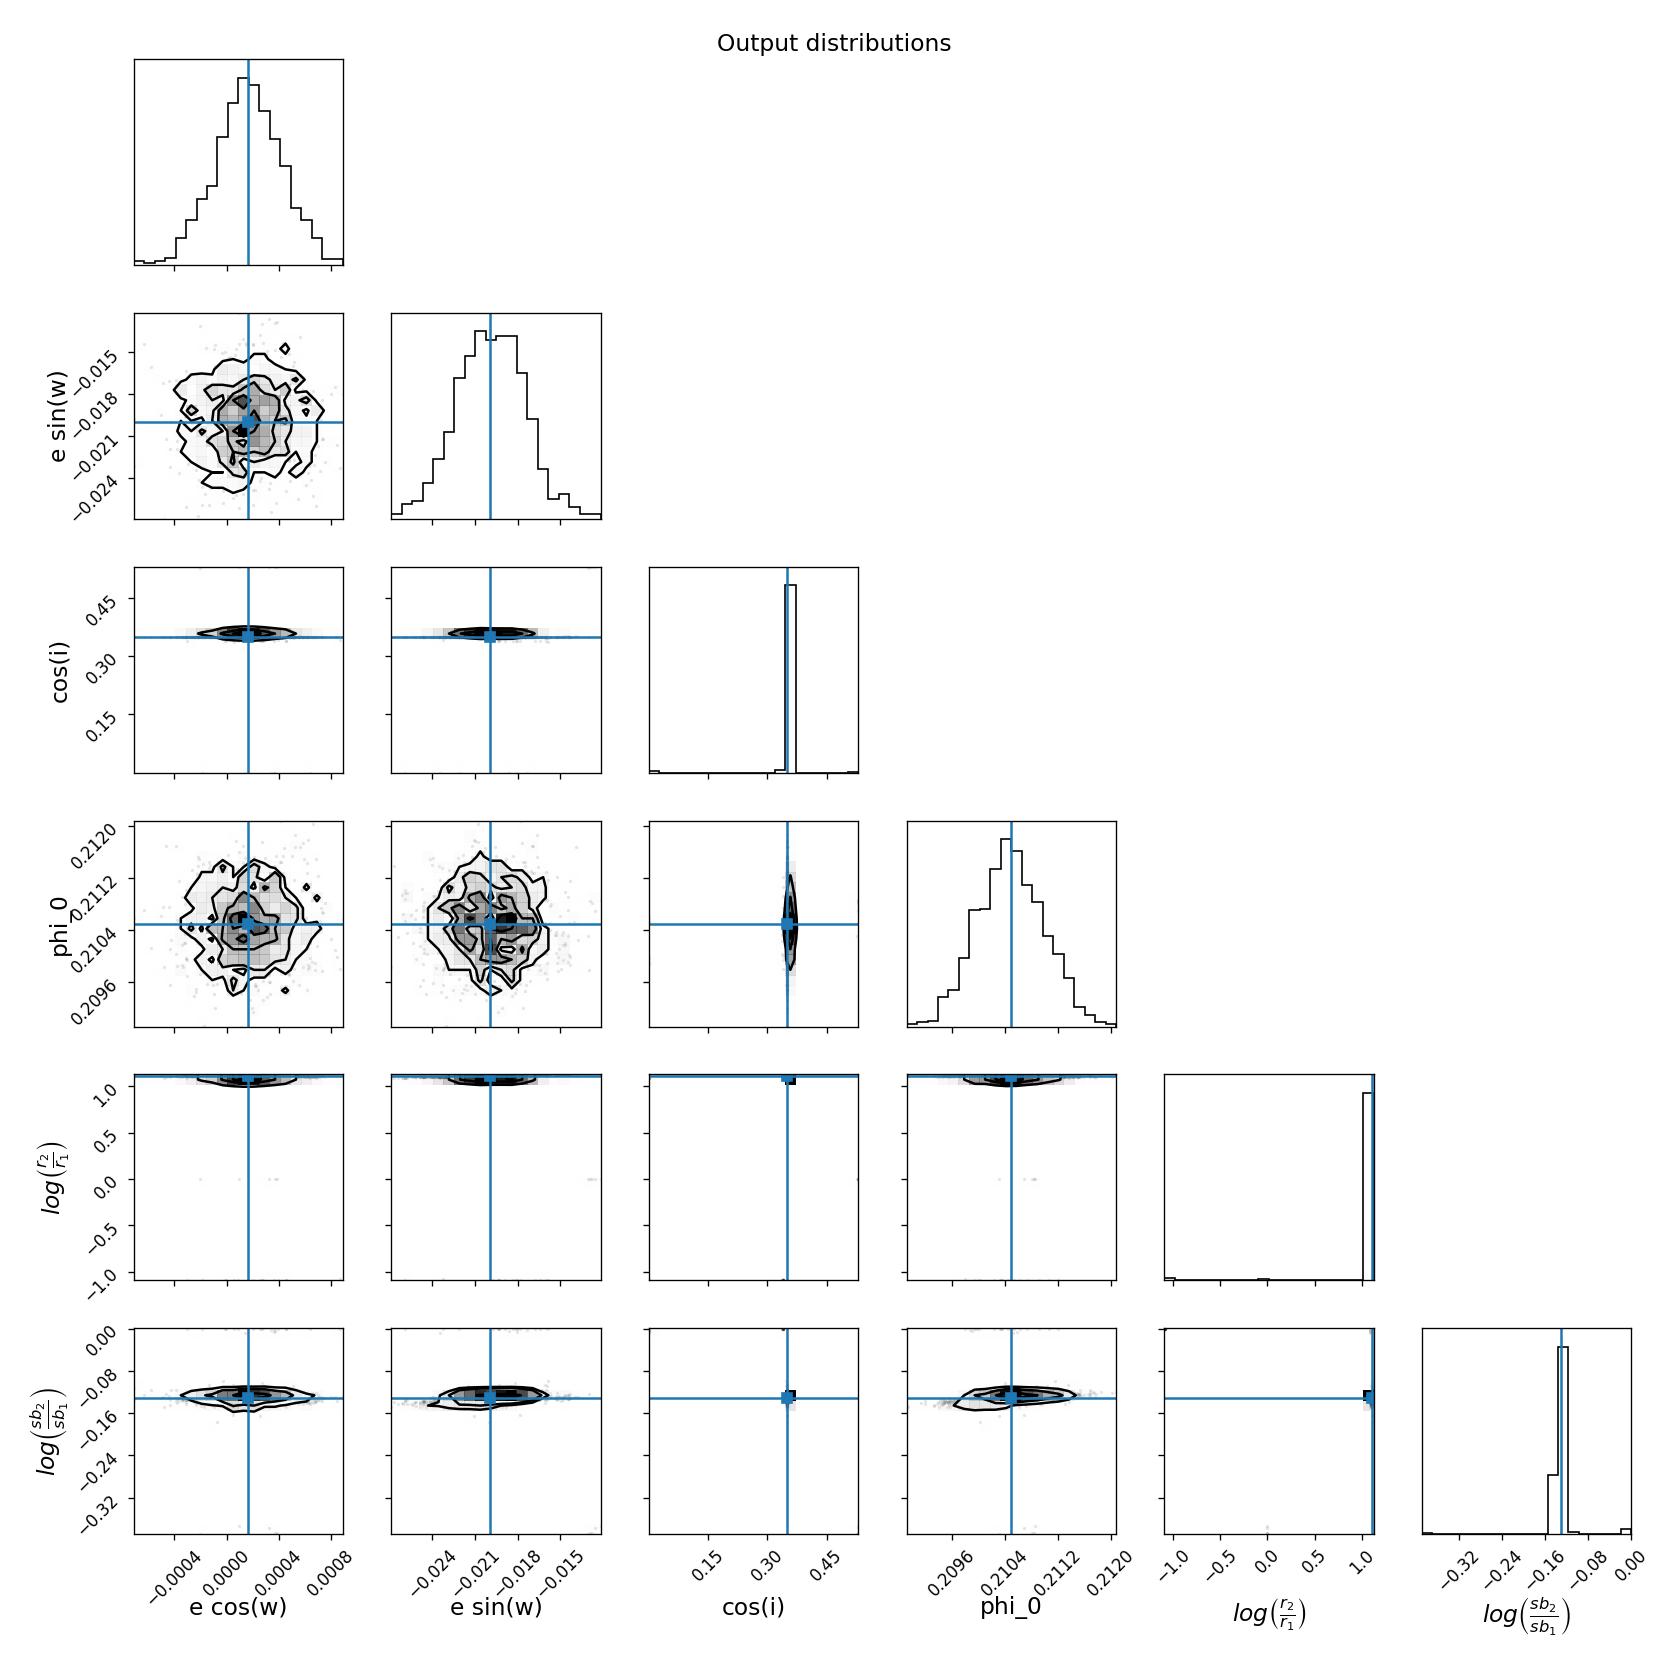 Output distributions
e sin(w)
−0.015
−0.018
−0.021
−0.024
cos(i)
0.45
0.30
0.15
phi_0
0.2120
0.2112
0.2104
0.2096
log(r2/r1)
1.0
0.5
0.0
−0.5
−1.0
log(sb2/sb1)
0.00
−0.08
−0.16
−0.24
−0.32
−0.0004 0.0000 0.0004 0.0008
−0.024 −0.021 −0.018 −0.015
0.15 0.30 0.45
0.2096 0.2104 0.2112 0.2120
−1.0 −0.5 0.0 0.5 1.0
−0.32 −0.24 −0.16 −0.08 0.00
e cos(w) e sin(w) cos(i) phi_0 log(r2/r1) log(sb2/sb1)